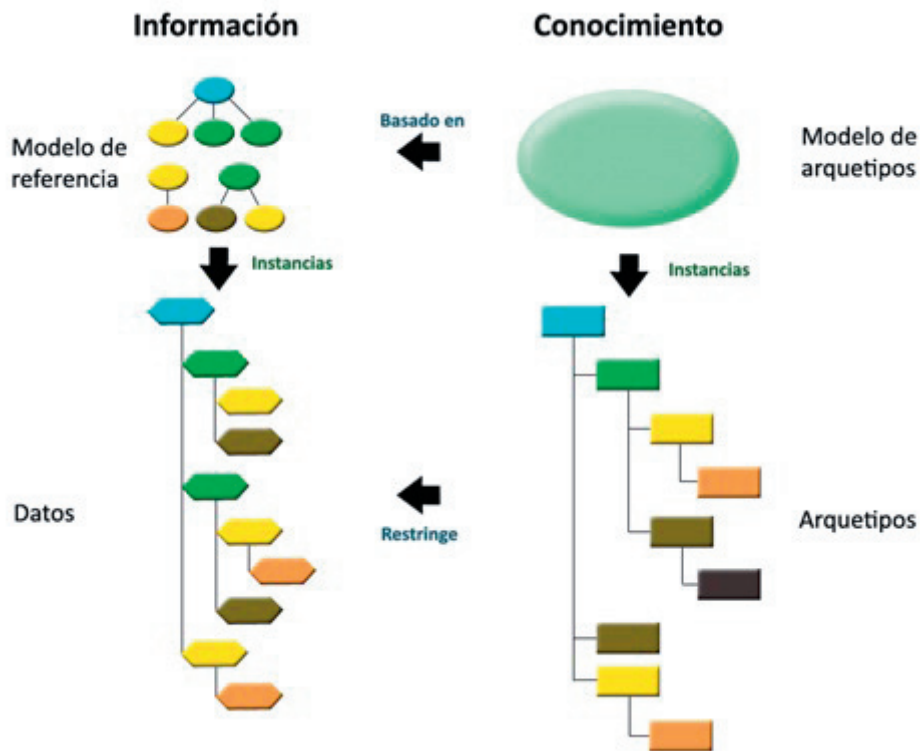 Información
Conocimiento
Modelo de
referencia
Basado en
Modelo de
arquetipos
Instancias
Instancias
Datos
Restringe
Arquetipos